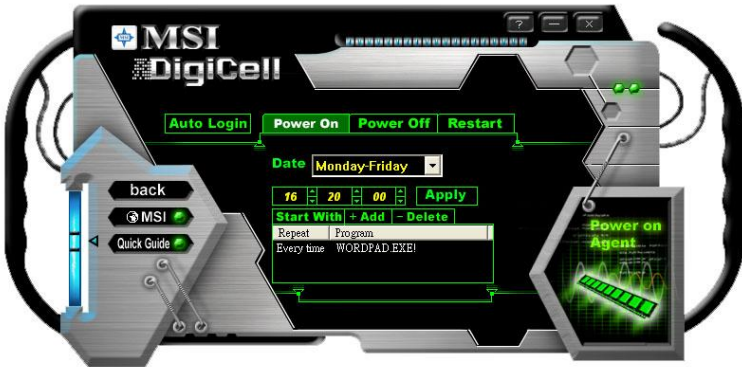 MSI
DigiCell
? — X
Auto Login Power On Power Off Restart
Date Monday-Friday
16 20 00 Apply
Start With + Add - Delete
Repeat Program
Every time WORDPAD.EXE!
back
MSI
Quick Guide
Power on
Agent